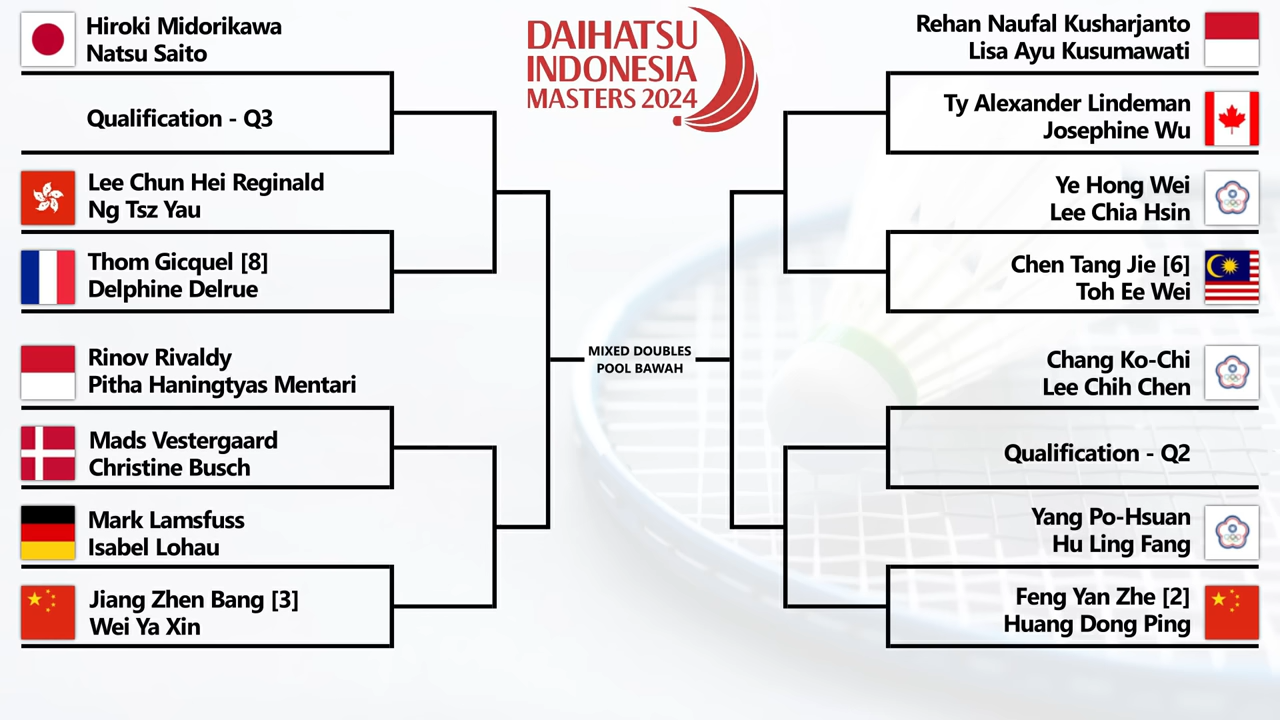 Hiroki Midorikawa
Natsu Saito
Qualification - Q3
Lee Chun Hei Reginald
Ng Tsz Yau
Thom Gicquel [8]
Delphine Delrue
Rinov Rivaldy
Pitha Haningtyas Mentari
Mads Vestergaard
Christine Busch
Mark Lamsfuss
Isabel Lohau
Jiang Zhen Bang [3]
Wei Ya Xin
DAIHATSU
INDONESIA
MASTERS 2024
MIXED DOUBLES
POOL BAWAH
Rehan Naufal Kusharjanto
Lisa Ayu Kusumawati
Ty Alexander Lindeman
Josephine Wu
Ye Hong Wei
Lee Chia Hsin
Chen Tang Jie [6]
Toh Ee Wei
Chang Ko-Chi
Lee Chih Chen
Qualification - Q2
Yang Po-Hsuan
Hu Ling Fang
Feng Yan Zhe [2]
Huang Dong Ping